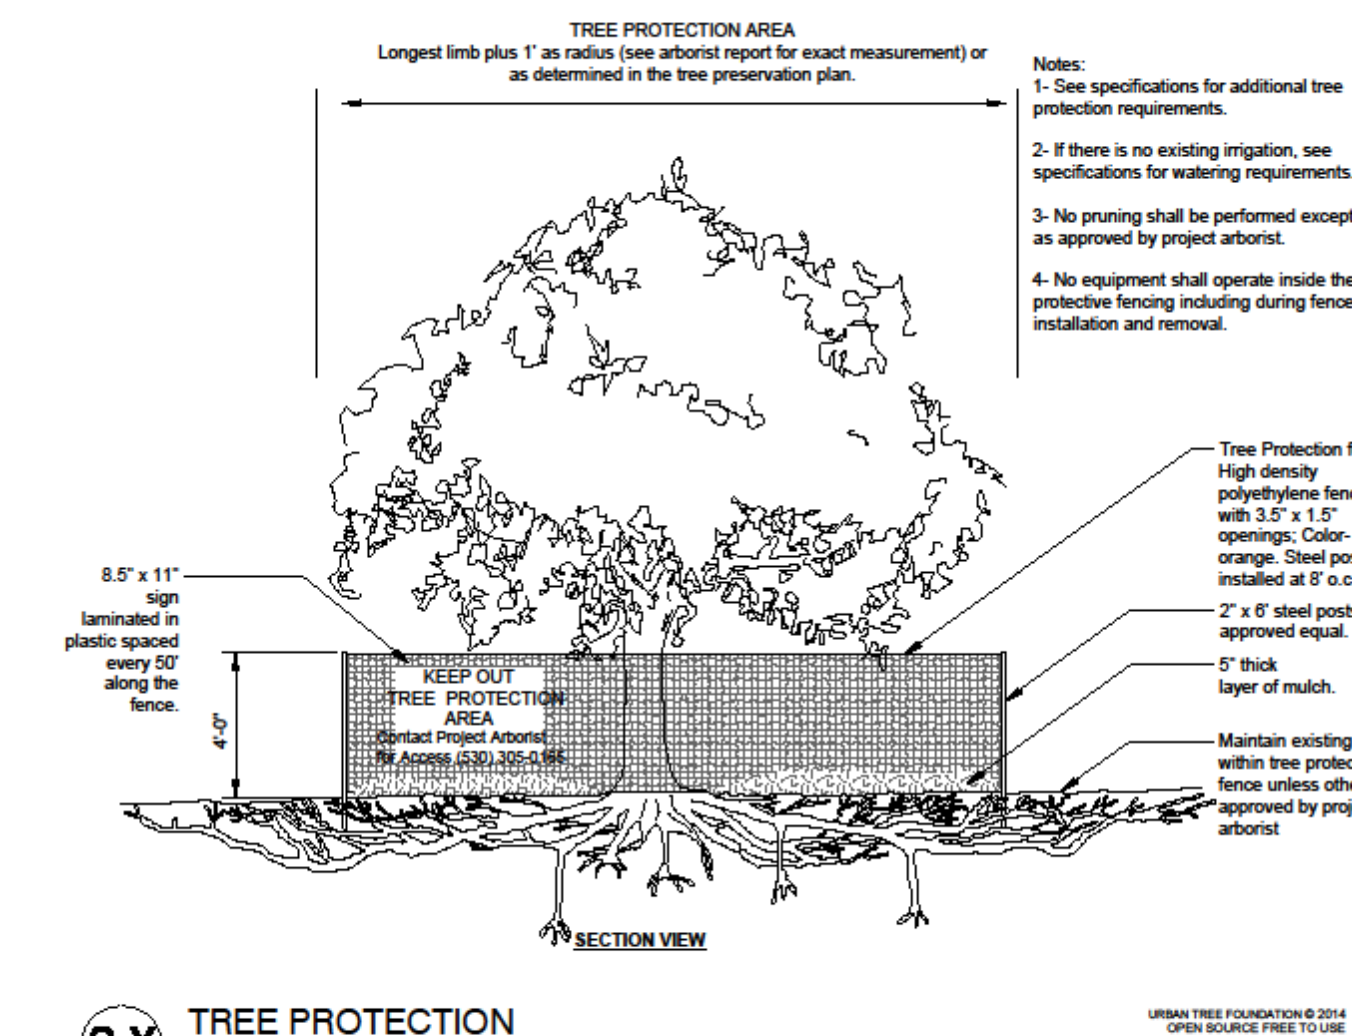 TREE PROTECTION AREA
Longest limb plus 1' as radius (see arborist report for exact measurement) or
as determined in the tree preservation plan.
Notes:
1- See specifications for additional tree
protection requirements.
2- If there is no existing irrigation, see
specifications for watering requirements.
3- No pruning shall be performed except
as approved by project arborist.
4- No equipment shall operate inside the
protective fencing including during fence
installation and removal.
Tree Protection
High density
polyethylene
with 3.5" x 1.5"
openings; Color-
orange. Steel
installed at 8'
2" x 6' steel
approved equal.
5" thick
layer of mulch.
Maintain existing
within tree
fence unless
approved by
arborist
8.5" x 11"
sign
laminated in
plastic spaced
every 50'
along the
fence.
4'-0"
KEEP OUT
TREE PROTECTION
AREA
Contact Project Arborist
for Access (530) 305-0165
SECTION VIEW
TREE PROTECTION
URBAN TREE FOUNDATION © 2014
OPEN SOURCE FREE TO USE